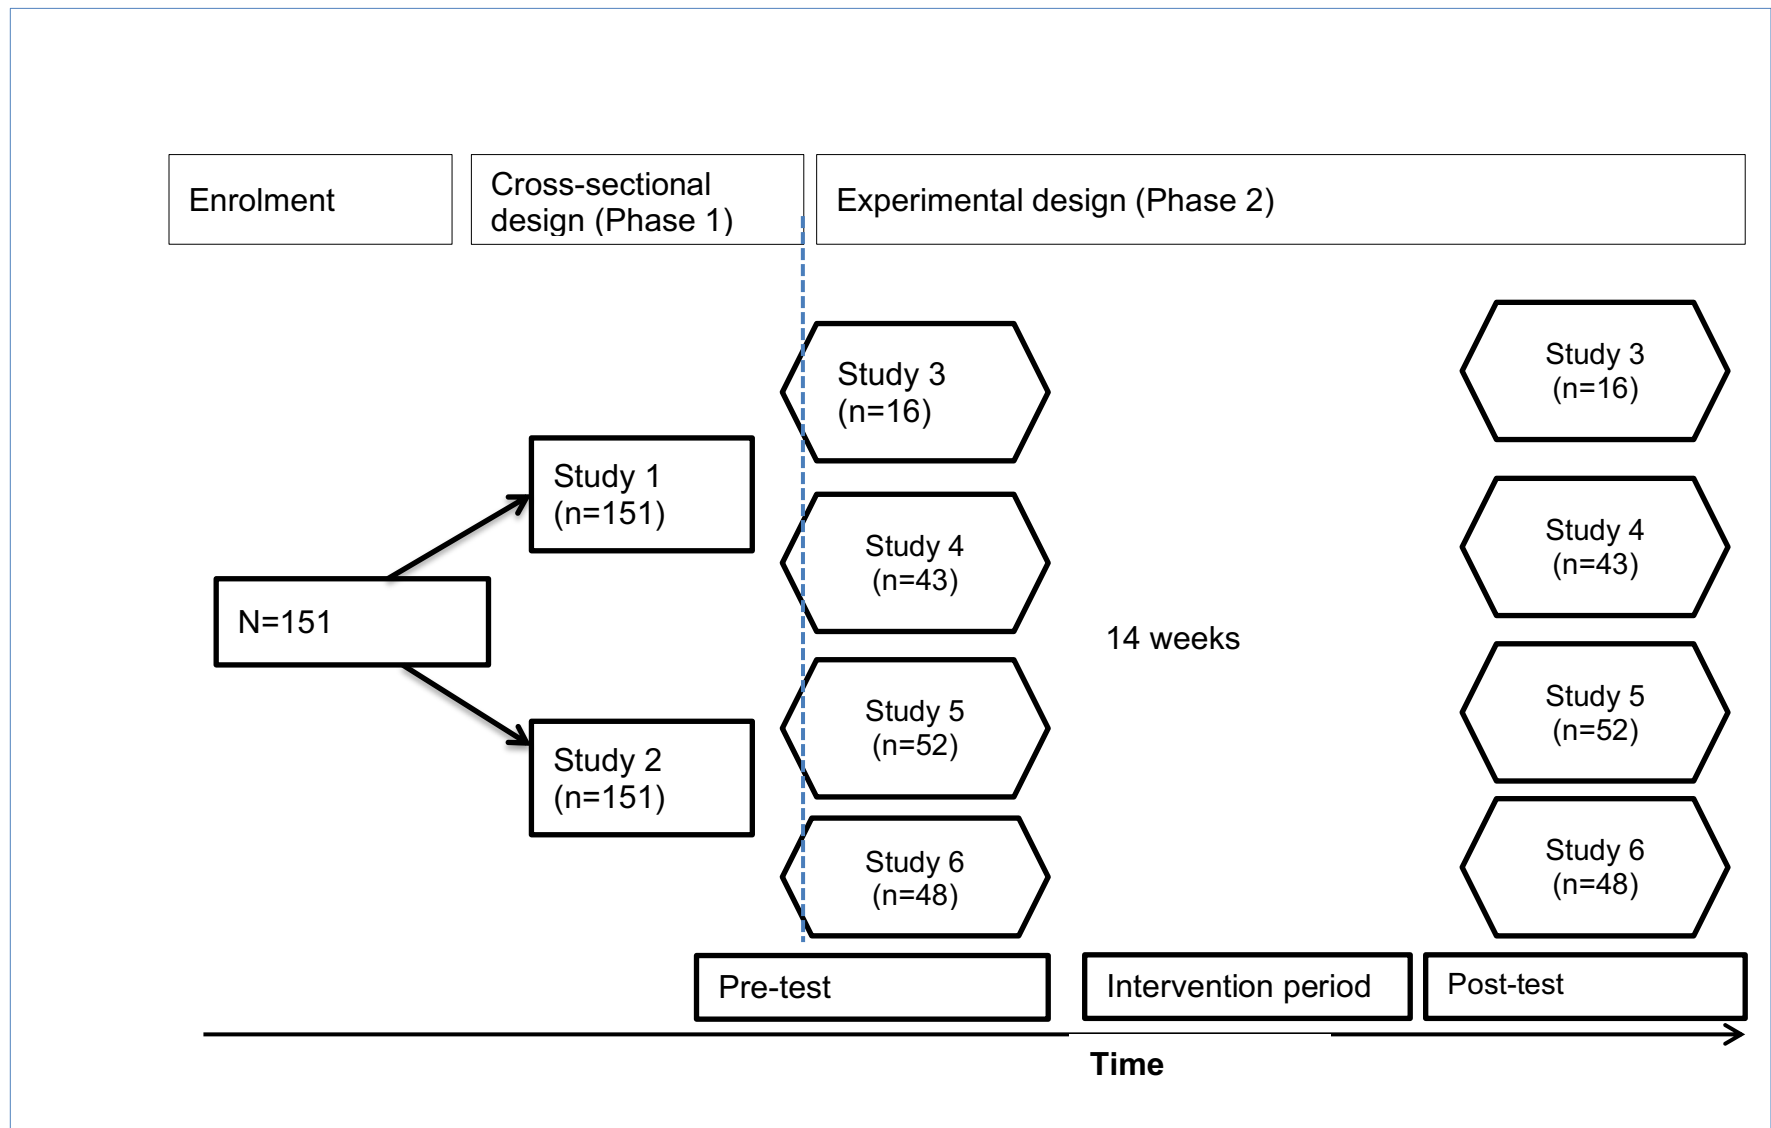 Enrolment
Cross-sectional
design (Phase 1)
Experimental design (Phase 2)
Study 3
(n=16)
Study 3
(n=16)
Study 1
(n=151)
Study 4
(n=43)
Study 4
(n=43)
N=151
14 weeks
Study 5
(n=52)
Study 5
(n=52)
Study 2
(n=151)
Study 6
(n=48)
Study 6
(n=48)
Pre-test
Intervention period
Post-test
Time